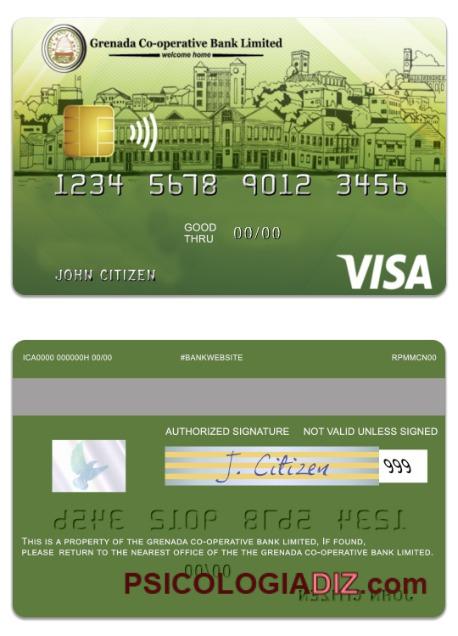 Grenada Co-operative Bank Limited
welcome home
1234 5678 9012 3456
GOOD THRU 00/00
JOHN CITIZEN
VISA
ICA0000 000000H 00/00 #BANKWEBSITE RPMMCN00
AUTHORIZED SIGNATURE NOT VALID UNLESS SIGNED
J. Citizen 999
THIS IS A PROPERTY OF THE GRENADA CO-OPERATIVE BANK LIMITED, IF FOUND,
PLEASE RETURN TO THE NEAREST OFFICE OF THE THE GRENADA CO-OPERATIVE BANK LIMITED.
00/00
PSICOLOGIADIZ.com